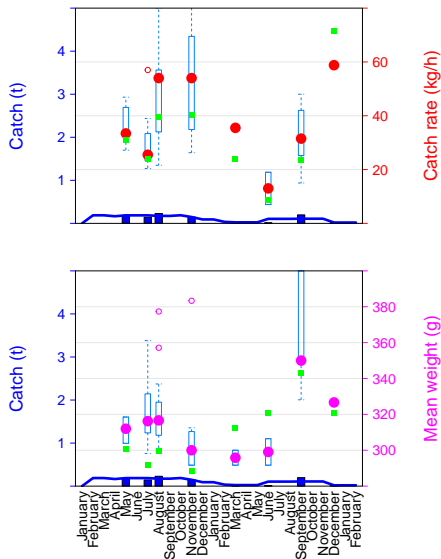 Catch (t)
1
2
3
4
20
40
60
Catch rate (kg/h)
Catch (t)
1
2
3
4
300
320
340
360
380
Mean weight (g)
January
February
March
April
May
June
July
August
September
October
November
December
January
February
March
April
May
June
July
August
September
October
November
December
January
February